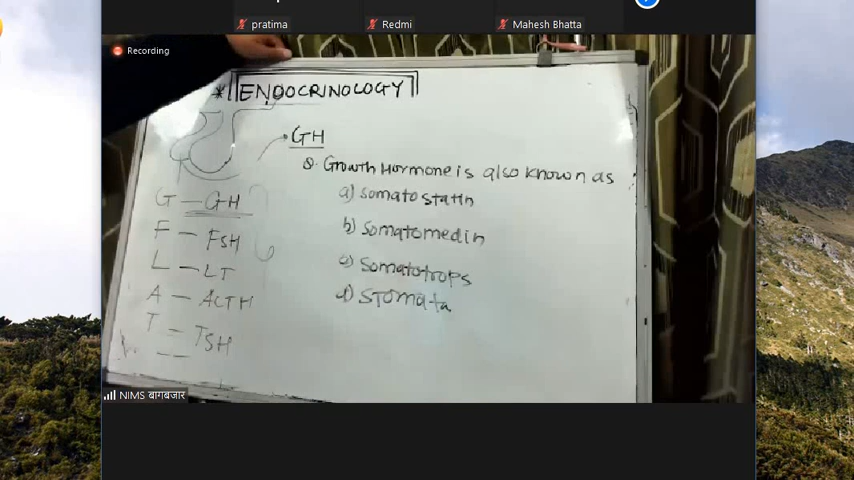 pratima
Redmi
Mahesh Bhatta
Recording
* ENDOCRINOLOGY
GH
Q. Growth Hormone is also known as
a) Somatostatin
b) Somatomedin
c) Somatotrops
d) Stomata
G — GH
F — FSH
L — LT
A — ACTH
T — TSH
NIMS बागबजार